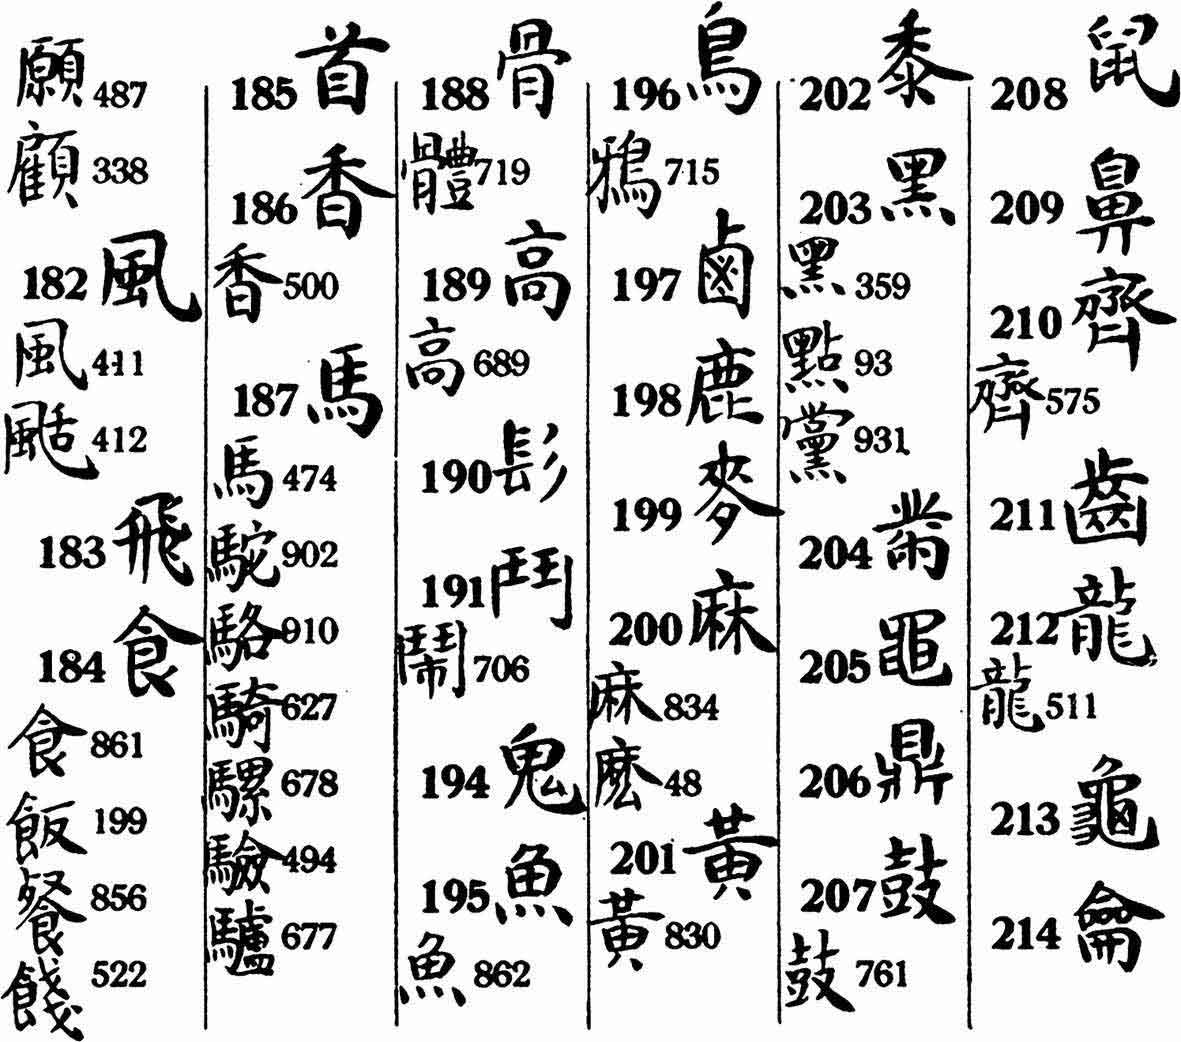 願 487
顧 338
182 風
風 411
颳 412
183 飛
184 食
食 861
飯 199
餐 856
餞 522
185 首
186 香
香 500
187 馬
馬 474
駝 902
駱 910
騎 627
騾 678
驗 494
驢 677
188 骨
體 719
189 高
高 689
190 髟
191 鬥
鬧 706
194 鬼
195 魚
魚 862
196 鳥
鴉 715
197 鹵
198 鹿
199 麥
200 麻
麻 834
麽 48
201 黃
黃 830
202 黍
203 黑
黑 359
點 93
黨 931
204 黹
205 黽
206 鼎
207 鼓
鼓 761
208 鼠
209 鼻
210 齊
齊 575
211 齒
212 龍
龍 511
213 龜
214 龠